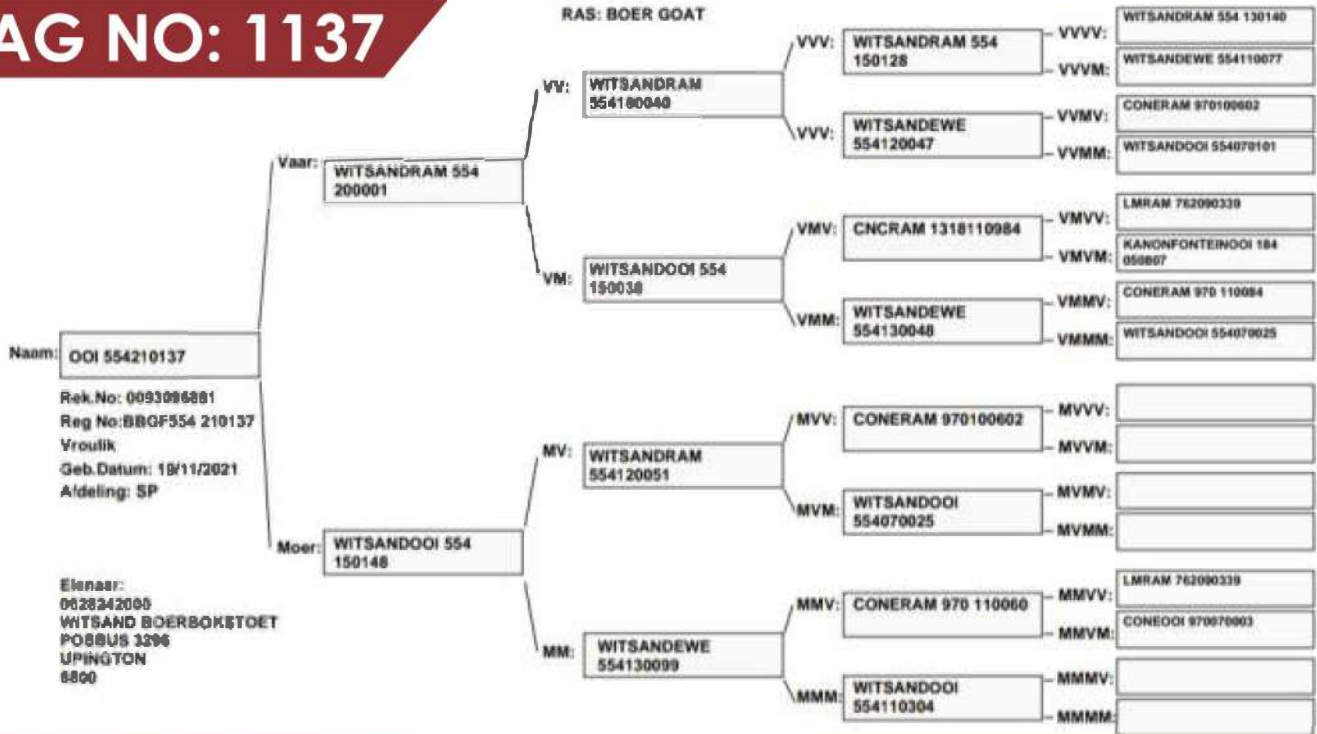 AG NO: 1137
RAS: BOER GOAT
Naam:
OOI 554210137
Rek.No: 0093096881
Reg No:BBGF554 210137
Vroulik
Geb.Datum: 19/11/2021
Afdeling: SP
Eienaar:
0628242000
WITSAND BOERBOKSTOET
POSBUS 3296
UPINGTON
8800
Vaar:
WITSANDRAM 554
200001
Moer:
WITSANDOOI 554
150148
VV:
WITSANDRAM
554180040
VM:
WITSANDOOI 554
150038
MV:
WITSANDRAM
554120051
MM:
WITSANDEWE
554130099
VVV:
WITSANDRAM 554
150128
VVV:
WITSANDEWE
554120047
VMV:
CNCRAM 1318110984
VMM:
WITSANDEWE
554130048
MVV:
CONERAM 970100602
MVM:
WITSANDOOI
554070025
MMV:
CONERAM 970 110060
MMM:
WITSANDOOI
554110304
VVVV:
WITSANDRAM 554 130140
VVVM:
WITSANDEWE 554110077
VVMV:
CONERAM 970100602
VVMM:
WITSANDOOI 554070101
VMVV:
LMRAM 762090339
VMVM:
KANONFONTEINOOI 184
050807
VMMV:
CONERAM 970 110084
VMMM:
WITSANDOOI 554070025
MVVV:
MVVM:
MVMV:
MVMM:
MMVV:
LMRAM 762090339
MMVM:
CONEOOI 970070003
MMMV:
MMMM: